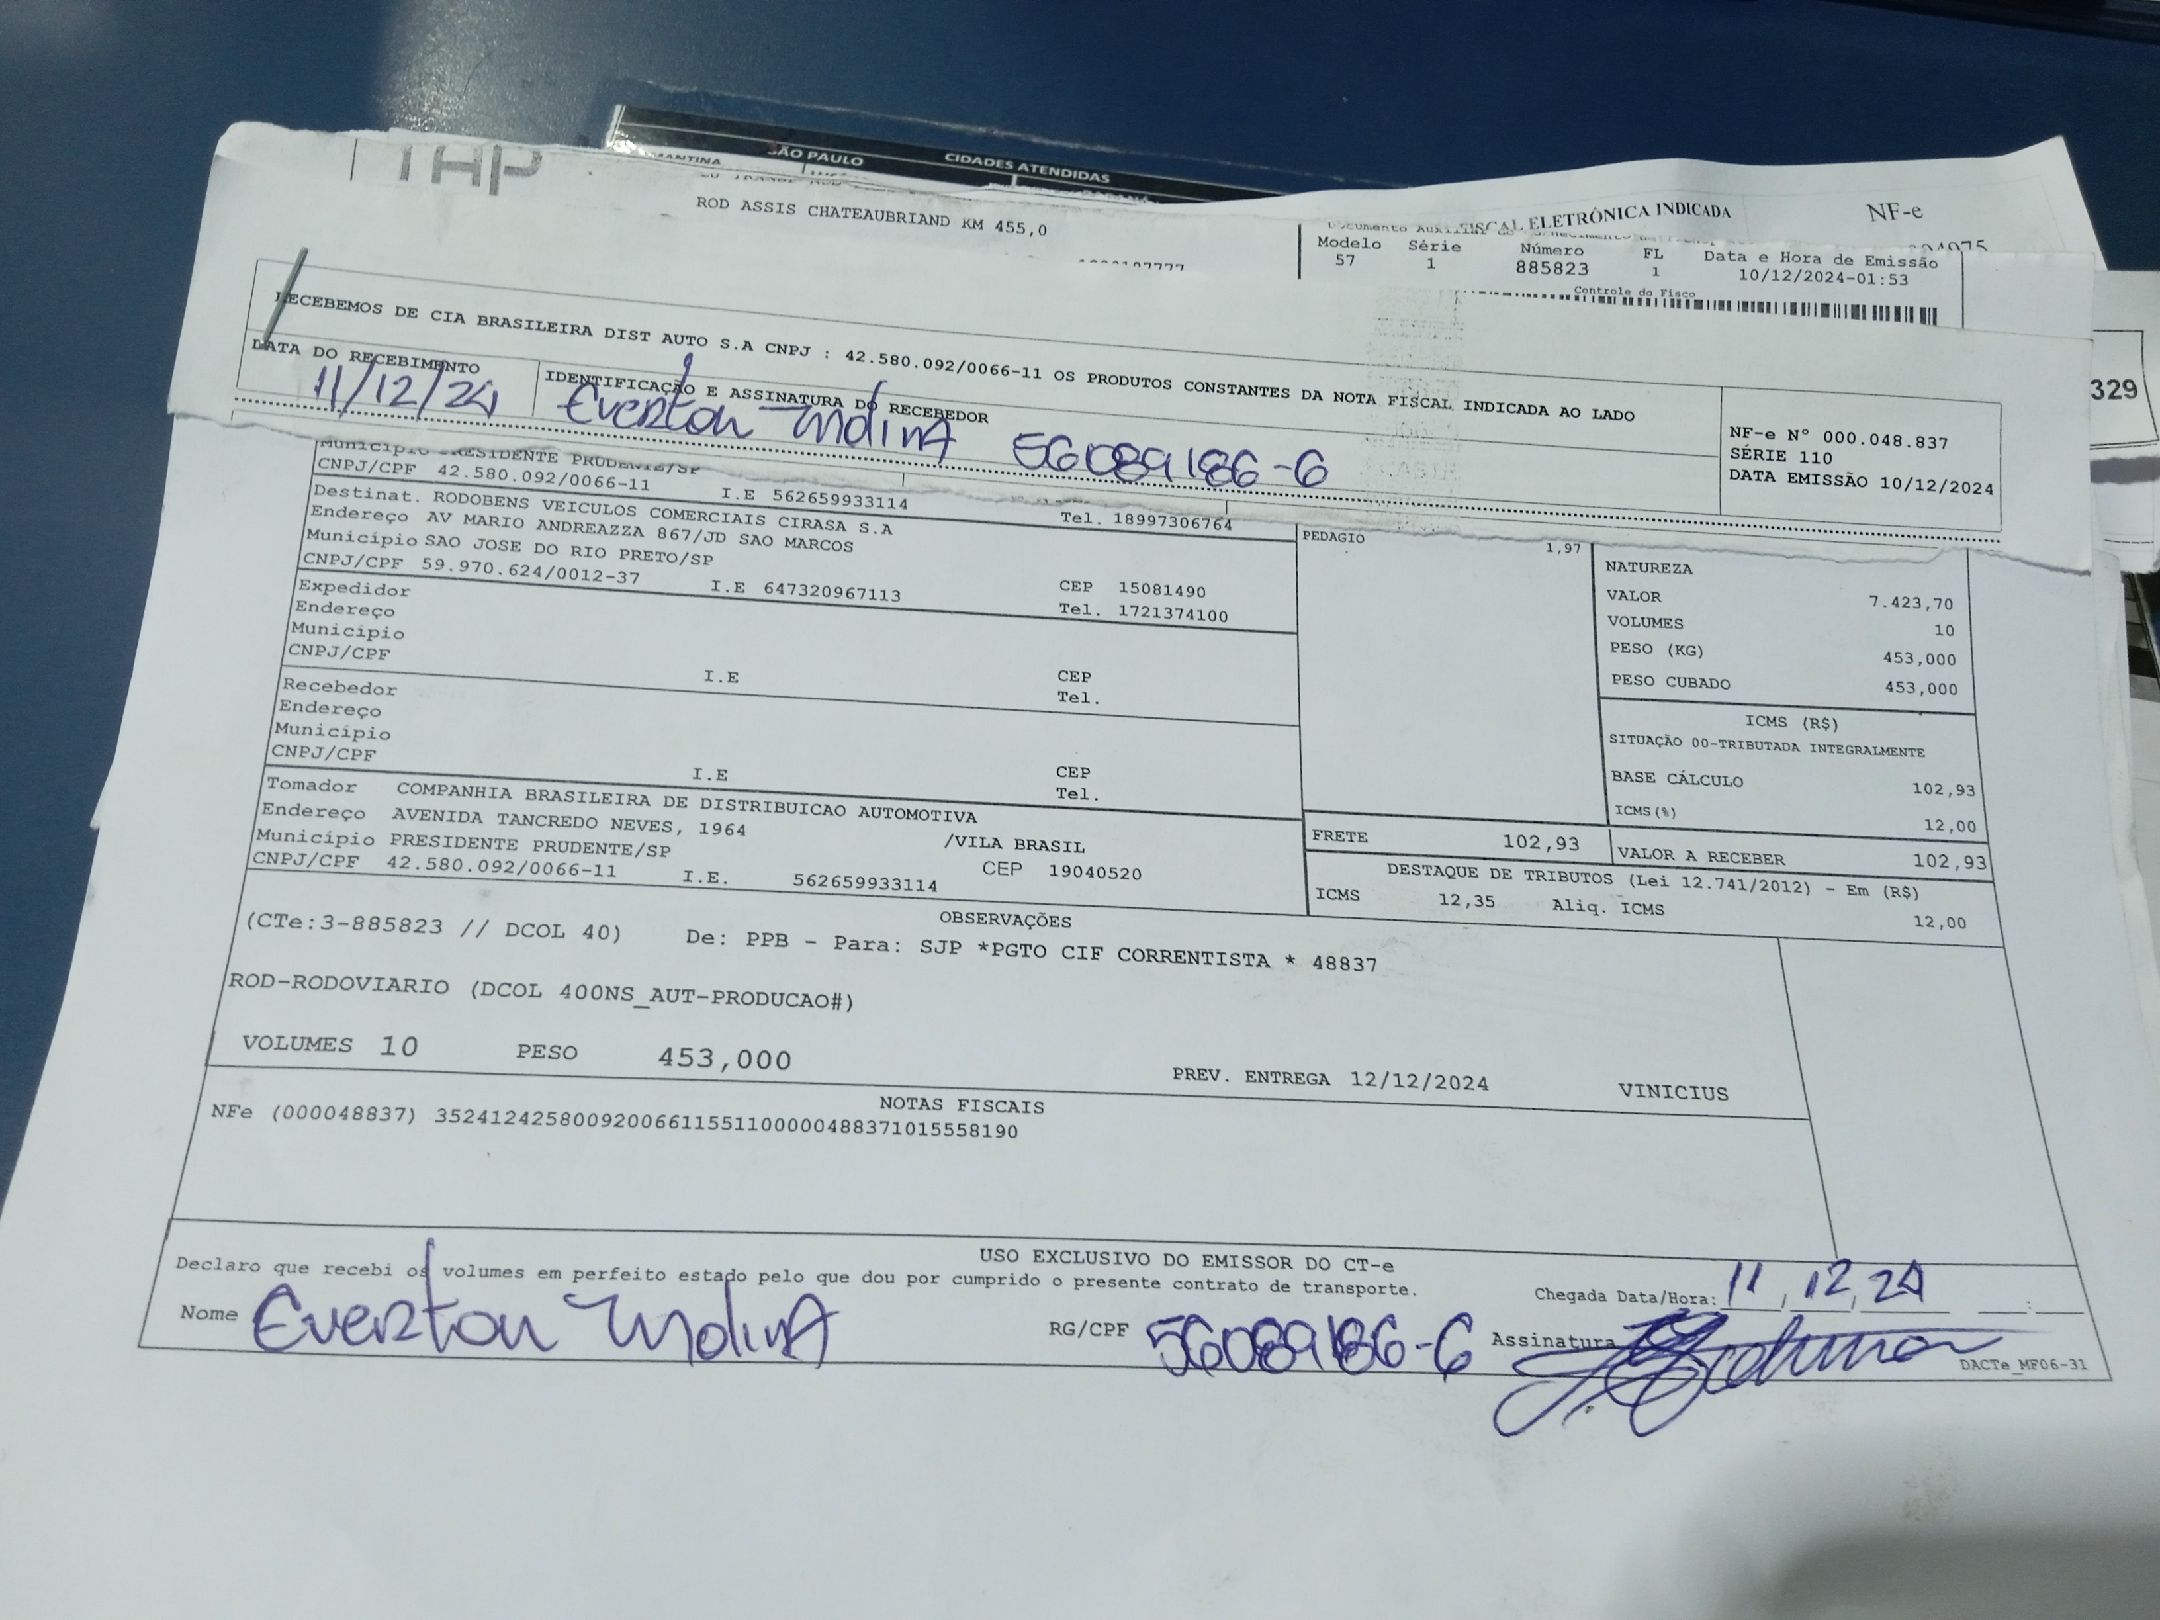 THP
SÃO PAULO
CIDADES ATENDIDAS
ROD ASSIS CHATEAUBRIAND KM 455,0
FISCAL ELETRÔNICA INDICADA
NF-e
Modelo Série Número FL Data e Hora de Emissão
57 1 885823 1 10/12/2024-01:53
Controle do Fisco
329
RECEBEMOS DE CIA BRASILEIRA DIST AUTO S.A CNPJ : 42.580.092/0066-11 OS PRODUTOS CONSTANTES DA NOTA FISCAL INDICADA AO LADO
DATA DO RECEBIMENTO
11/12/24
IDENTIFICAÇÃO E ASSINATURA DO RECEBEDOR
Everton 56089186-6
NF-e N° 000.048.837
SÉRIE 110
DATA EMISSÃO 10/12/2024
Município PRESIDENTE PRUDENTE/SP
CNPJ/CPF 42.580.092/0066-11 I.E 562659933114 Tel. 18997306764
Destinat. RODOBENS VEICULOS COMERCIAIS CIRASA S.A
Endereço AV MARIO ANDREAZZA 867/JD SAO MARCOS
Município SAO JOSE DO RIO PRETO/SP CEP 15081490
CNPJ/CPF 59.970.624/0012-37 I.E 647320967113 Tel. 1721374100
Expedidor
Endereço
Município CEP
CNPJ/CPF I.E Tel.
Recebedor
Endereço
Município CEP
CNPJ/CPF I.E Tel.
Tomador COMPANHIA BRASILEIRA DE DISTRIBUICAO AUTOMOTIVA
Endereço AVENIDA TANCREDO NEVES, 1964 /VILA BRASIL
Município PRESIDENTE PRUDENTE/SP CEP 19040520
CNPJ/CPF 42.580.092/0066-11 I.E. 562659933114
PEDAGIO 1,97
NATUREZA
VALOR 7.423,70
VOLUMES 10
PESO (KG) 453,000
PESO CUBADO 453,000
ICMS (R$)
SITUAÇÃO 00-TRIBUTADA INTEGRALMENTE
BASE CÁLCULO 102,93
ICMS(%) 12,00
FRETE 102,93 VALOR A RECEBER 102,93
DESTAQUE DE TRIBUTOS (Lei 12.741/2012) - Em (R$)
ICMS 12,35 Aliq. ICMS 12,00
OBSERVAÇÕES
(CTe:3-885823 // DCOL 40) De: PPB - Para: SJP *PGTO CIF CORRENTISTA * 48837
ROD-RODOVIARIO (DCOL 400NS_AUT-PRODUCAO#)
VOLUMES 10 PESO 453,000 PREV. ENTREGA 12/12/2024 VINICIUS
NOTAS FISCAIS
NFe (000048837) 35241242580092006611551100000488371015558190
USO EXCLUSIVO DO EMISSOR DO CT-e
Declaro que recebi os volumes em perfeito estado pelo que dou por cumprido o presente contrato de transporte. Chegada Data/Hora: 11, 12, 24 :
Nome Everton RG/CPF 56089186-6 Assinatura
DACTe_MF06-31